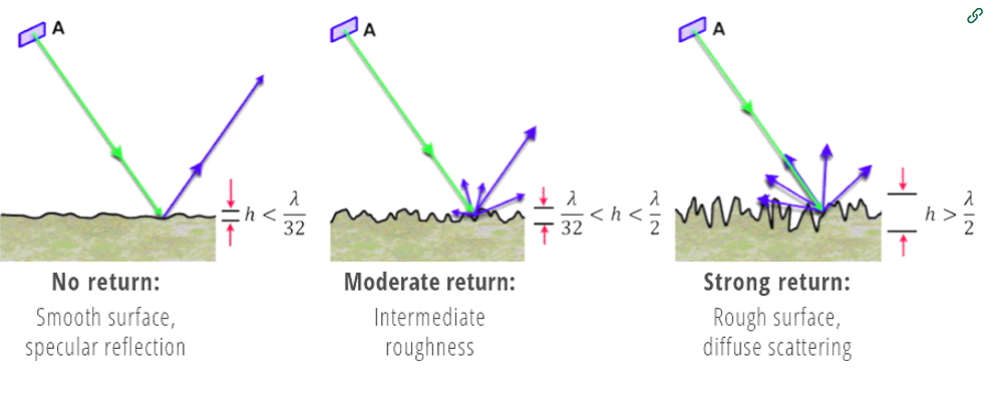 A
A
A
h < λ/32
λ/32 < h < λ/2
h > λ/2
No return:
Smooth surface,
specular reflection
Moderate return:
Intermediate
roughness
Strong return:
Rough surface,
diffuse scattering